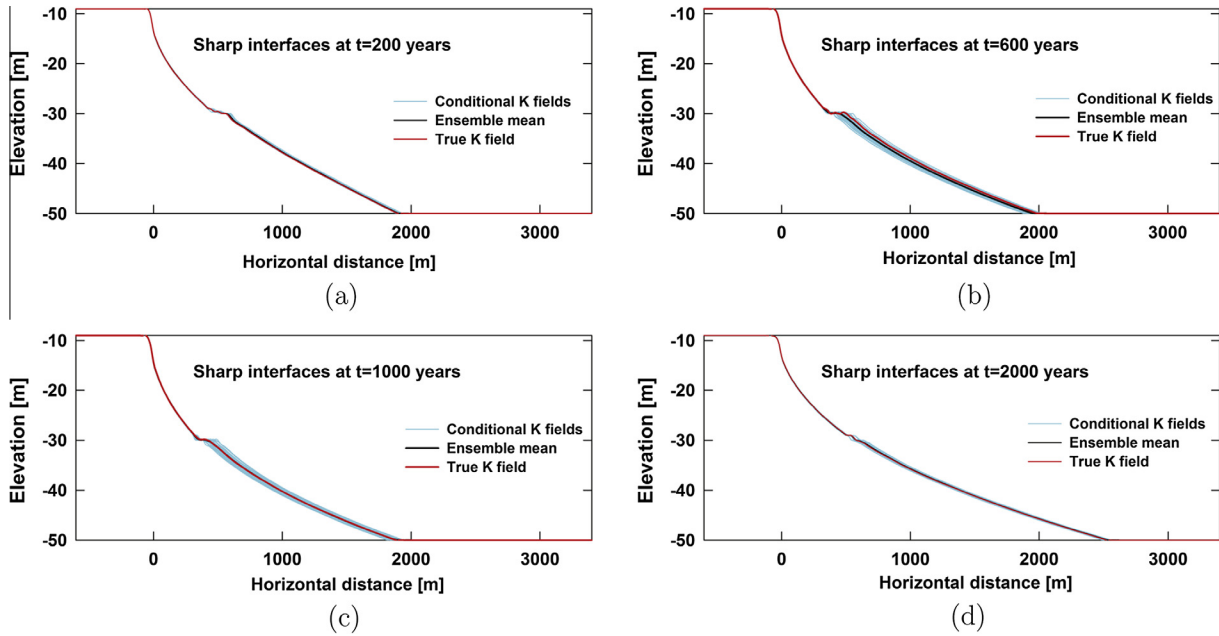 Sharp interfaces at t=200 years
Conditional K fields
Ensemble mean
True K field
Elevation [m]
-10
-20
-30
-40
-50
0 1000 2000 3000
Horizontal distance [m]
(a)
Sharp interfaces at t=600 years
Conditional K fields
Ensemble mean
True K field
Elevation [m]
-10
-20
-30
-40
-50
0 1000 2000 3000
Horizontal distance [m]
(b)
Sharp interfaces at t=1000 years
Conditional K fields
Ensemble mean
True K field
Elevation [m]
-10
-20
-30
-40
-50
0 1000 2000 3000
Horizontal distance [m]
(c)
Sharp interfaces at t=2000 years
Conditional K fields
Ensemble mean
True K field
Elevation [m]
-10
-20
-30
-40
-50
0 1000 2000 3000
Horizontal distance [m]
(d)